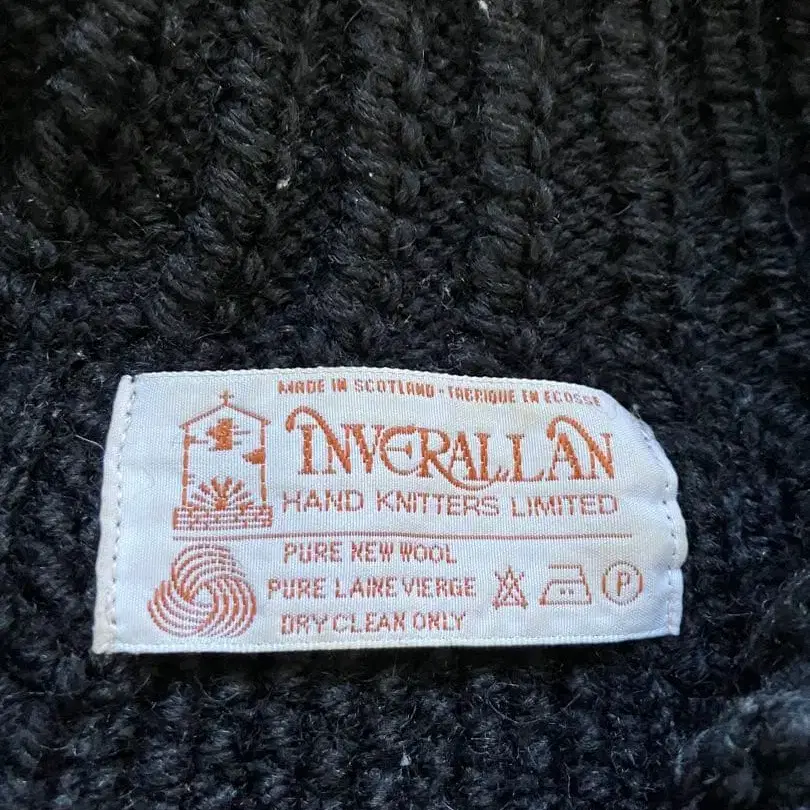 MADE IN SCOTLAND · FABRIQUE EN ECOSSE
INVERALLAN
HAND KNITTERS LIMITED
PURE NEW WOOL
PURE LAINE VIERGE
DRY CLEAN ONLY
P